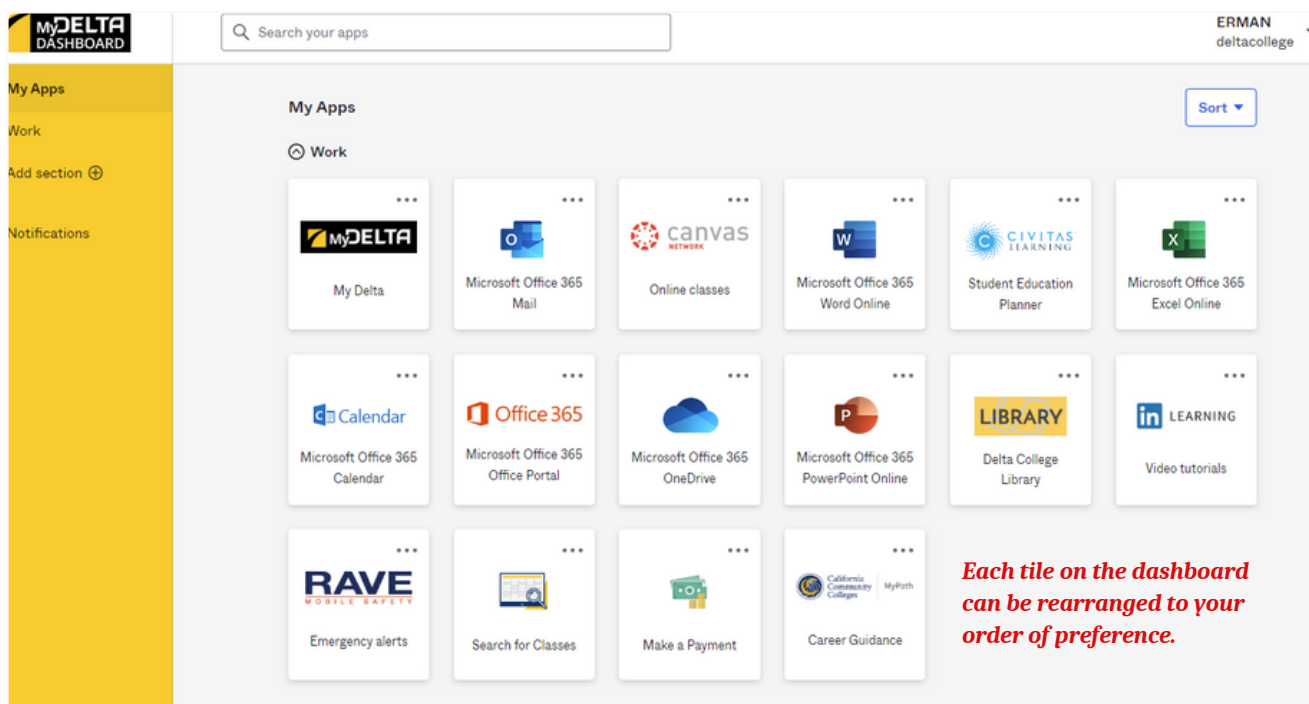 MyDELTA
DASHBOARD
Search your apps
ERMAN
deltacollege
My Apps
Work
Add section
Notifications
My Apps
Sort
Work
MyDELTA
My Delta
Microsoft Office 365
Mail
canvas
NETWORK
Online classes
W
Microsoft Office 365
Word Online
C
CIVITAS
LEARNING
Student Education
Planner
X
Microsoft Office 365
Excel Online
Calendar
Microsoft Office 365
Calendar
Office 365
Microsoft Office 365
Office Portal
Microsoft Office 365
OneDrive
P
Microsoft Office 365
PowerPoint Online
LIBRARY
Delta College
Library
in LEARNING
Video tutorials
RAVE
MOBILE SAFETY
Emergency alerts
Search for Classes
Make a Payment
California
Community
Colleges
MyPath
Career Guidance
Each tile on the dashboard
can be rearranged to your
order of preference.